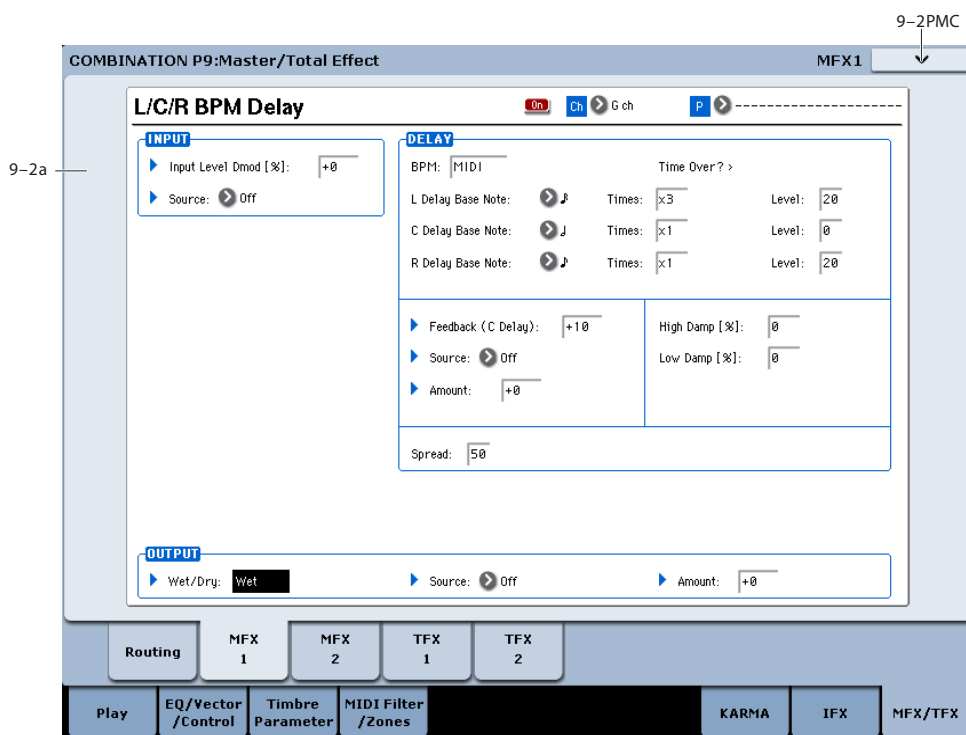 9–2PMC
COMBINATION P9:Master/Total Effect MFX1
L/C/R BPM Delay On Ch G ch P ---------------------
9–2a
INPUT
Input Level Dmod [%]: +0
Source: Off
DELAY
BPM: MIDI Time Over? >
L Delay Base Note: Times: x3 Level: 20
C Delay Base Note: Times: x1 Level: 0
R Delay Base Note: Times: x1 Level: 20
Feedback (C Delay): +10 High Damp [%]: 0
Source: Off Low Damp [%]: 0
Amount: +0
Spread: 50
OUTPUT
Wet/Dry: Wet Source: Off Amount: +0
Routing MFX 1 MFX 2 TFX 1 TFX 2
Play EQ/Vector /Control Timbre Parameter MIDI Filter /Zones KARMA IFX MFX/TFX